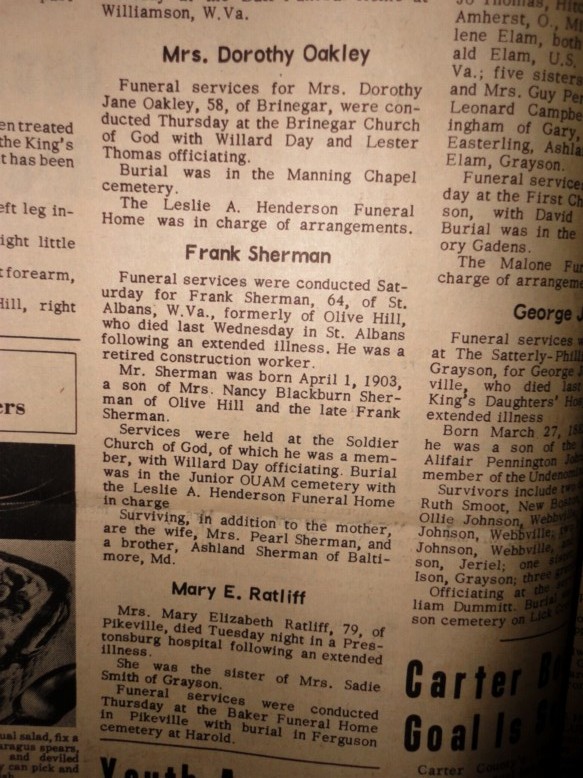 Williamson, W.Va.
Mrs. Dorothy Oakley
Funeral services for Mrs. Dorothy
Jane Oakley, 58, of Brinegar, were con-
ducted Thursday at the Brinegar Church
of God with Willard Day and Lester
Thomas officiating.
Burial was in the Manning Chapel
cemetery.
The Leslie A. Henderson Funeral
Home was in charge of arrangements.
Frank Sherman
Funeral services were conducted Sat-
urday for Frank Sherman, 64, of St.
Albans, W.Va., formerly of Olive Hill,
who died last Wednesday in St. Albans
following an extended illness. He was a
retired construction worker.
Mr. Sherman was born April 1, 1903,
a son of Mrs. Nancy Blackburn Sher-
man of Olive Hill and the late Frank
Sherman.
Services were held at the Soldier
Church of God, of which he was a mem-
ber, with Willard Day officiating. Burial
was in the Junior OUAM cemetery with
the Leslie A. Henderson Funeral Home
in charge
Surviving, in addition to the mother,
are the wife, Mrs. Pearl Sherman, and
a brother, Ashland Sherman of Balti-
more, Md.
Mary E. Ratliff
Mrs. Mary Elizabeth Ratliff, 79, of
Pikeville, died Tuesday night in a Pres-
tonsburg hospital following an extended
illness.
She was the sister of Mrs. Sadie
Smith of Grayson.
Funeral services were conducted
Thursday at the Baker Funeral Home
in Pikeville with burial in Ferguson
cemetery at Harold.
en treated
the King's
t has been
eft leg in-
ight little
t forearm,
Hill, right
ers
ual salad, fix a
aragus spears,
and deviled
y can pick and
Thomas,
Amherst, O.,
lene Elam, both
ald Elam, U.S.
Va.; five sisters
and Mrs. Guy
Leonard
ingham of Gary,
Easterling,
Elam, Grayson.
Funeral service
day at the First
son, with David
Burial was in the
ory Gadens.
The Malone
charge of
George J
Funeral services
at The Satterly-
Grayson, for George
ville, who died last
King's Daughters'
extended illness
Born March 27,
he was a son of the
Alifair Pennington
member of the
Survivors include
Ruth Smoot, New
Ollie Johnson,
Johnson, Webbville;
Johnson, Webbville,
son, Jeriel; one
Ison, Grayson; three
Officiating at the
liam Dummitt. Burial
son cemetery on Lick
Carter
Goal Is
Carter
Youth